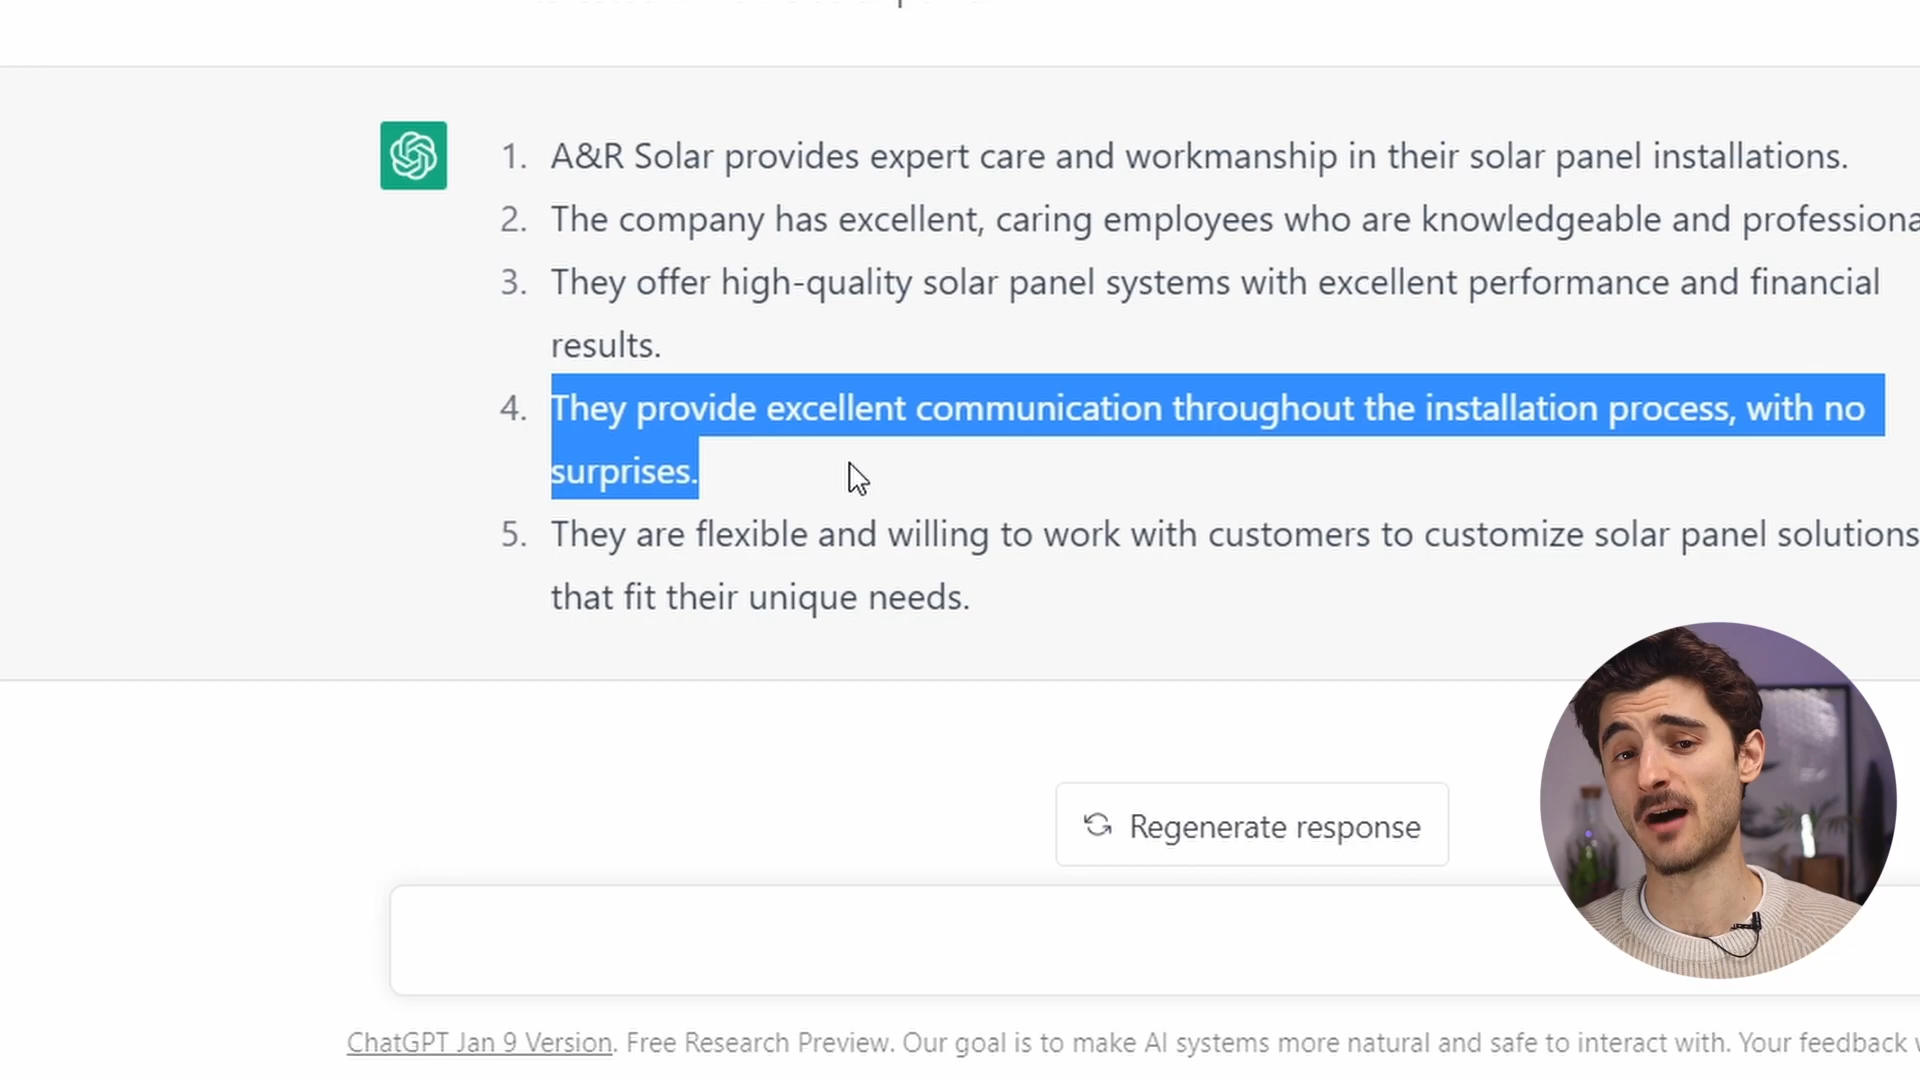 1. A&R Solar provides expert care and workmanship in their solar panel installations.
2. The company has excellent, caring employees who are knowledgeable and
3. They offer high-quality solar panel systems with excellent performance and financial
results.
4. They provide excellent communication throughout the installation process, with no
surprises.
5. They are flexible and willing to work with customers to customize solar panel solutions
that fit their unique needs.
Regenerate response
ChatGPT Jan 9 Version. Free Research Preview. Our goal is to make AI systems more natural and safe to interact with. Your feedback